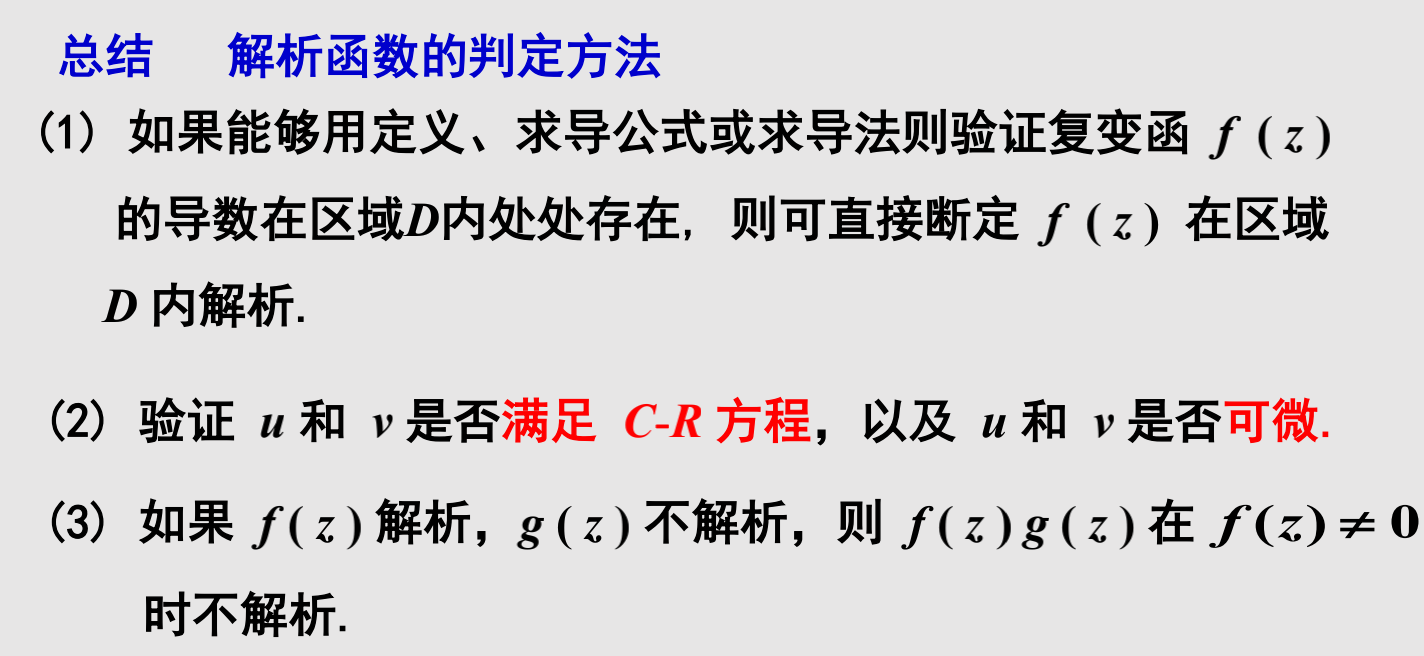 总结 解析函数的判定方法
(1) 如果能够用定义、求导公式或求导法则验证复变函 f (z)
的导数在区域D内处处存在, 则可直接断定 f (z) 在区域
D 内解析.
(2) 验证 u 和 v 是否满足 C-R 方程，以及 u 和 v 是否可微.
(3) 如果 f(z) 解析，g(z) 不解析，则 f(z)g(z) 在 f(z) ≠ 0
时不解析.